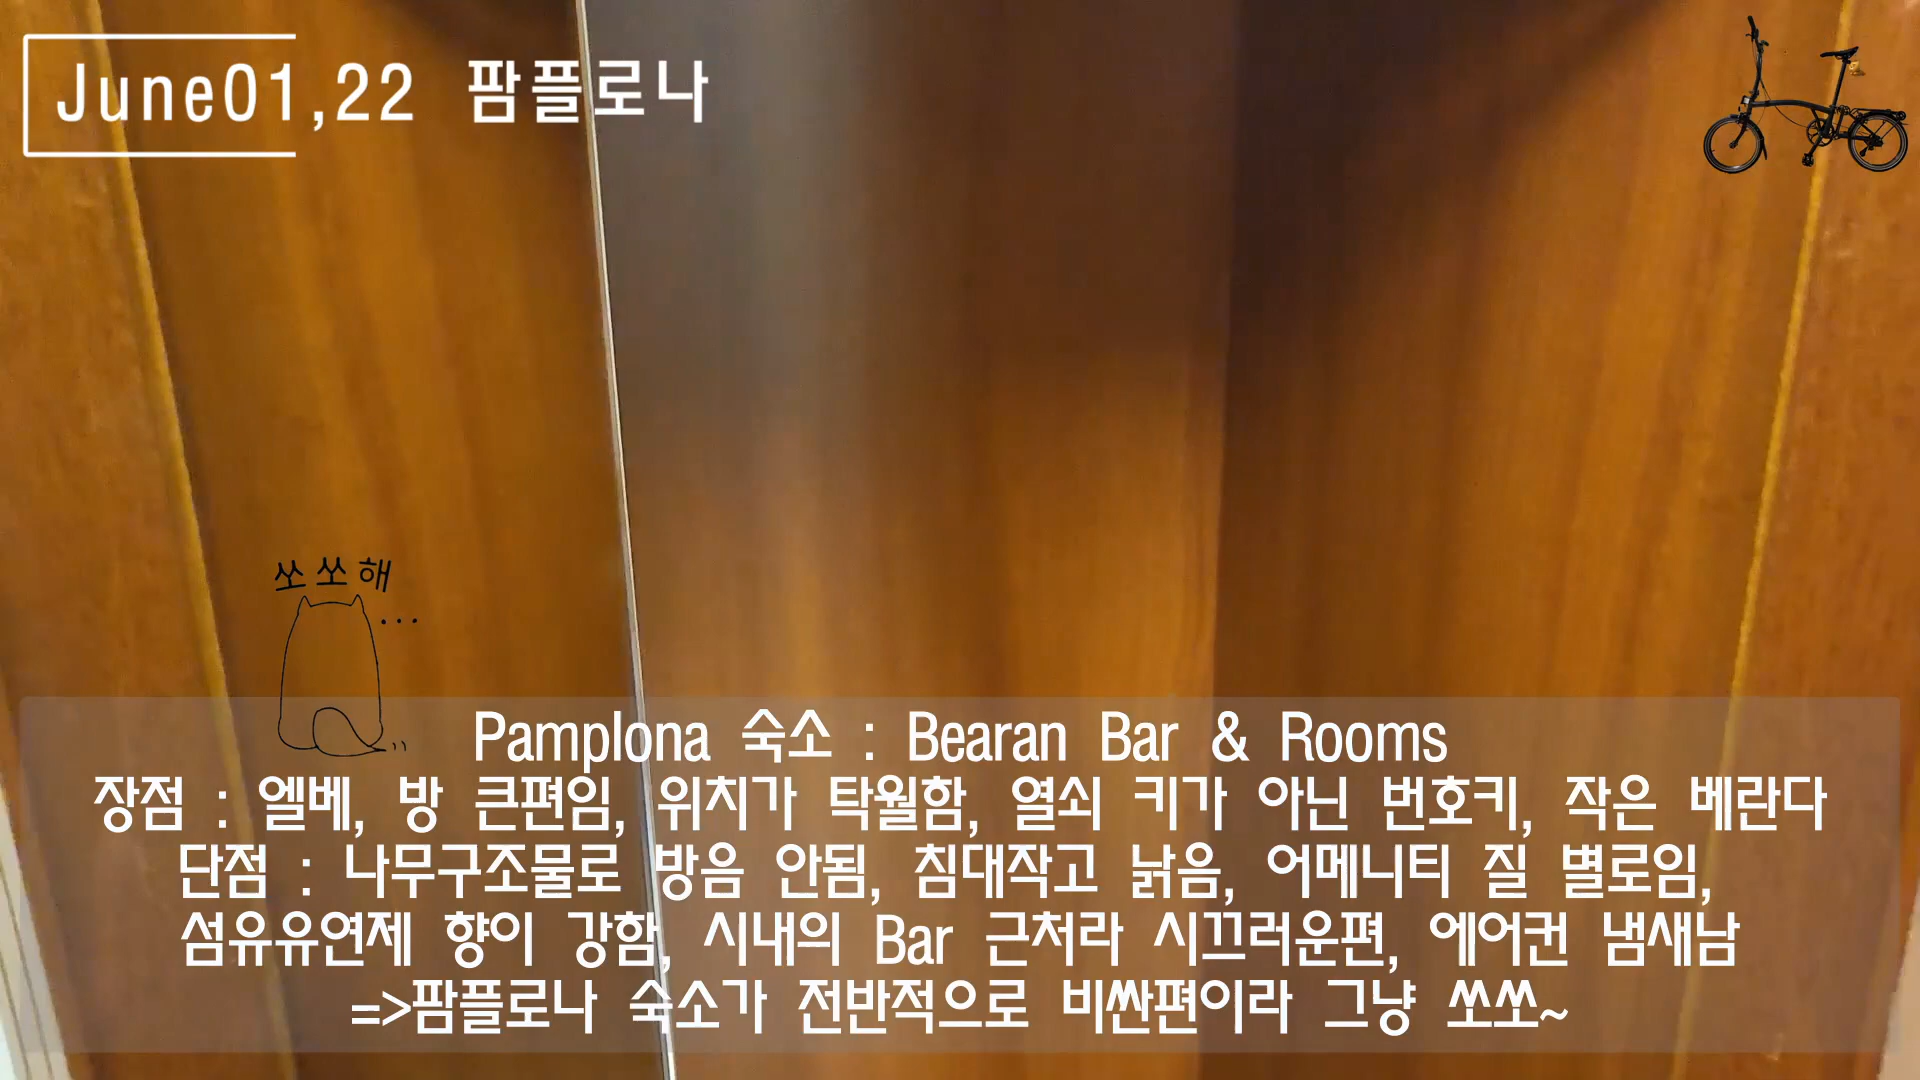 June01,22 팜플로나
쏘쏘해
...
Pamplona 숙소 : Bearan Bar & Rooms
장점 : 엘베, 방 큰편임, 위치가 탁월함, 열쇠 키가 아닌 번호키, 작은 베란다
단점 : 나무구조물로 방음 안됨, 침대작고 낡음, 어메니티 질 별로임,
섬유유연제 향이 강함, 시내의 Bar 근처라 시끄러운편, 에어컨 냄새남
=>팜플로나 숙소가 전반적으로 비싼편이라 그냥 쏘쏘~